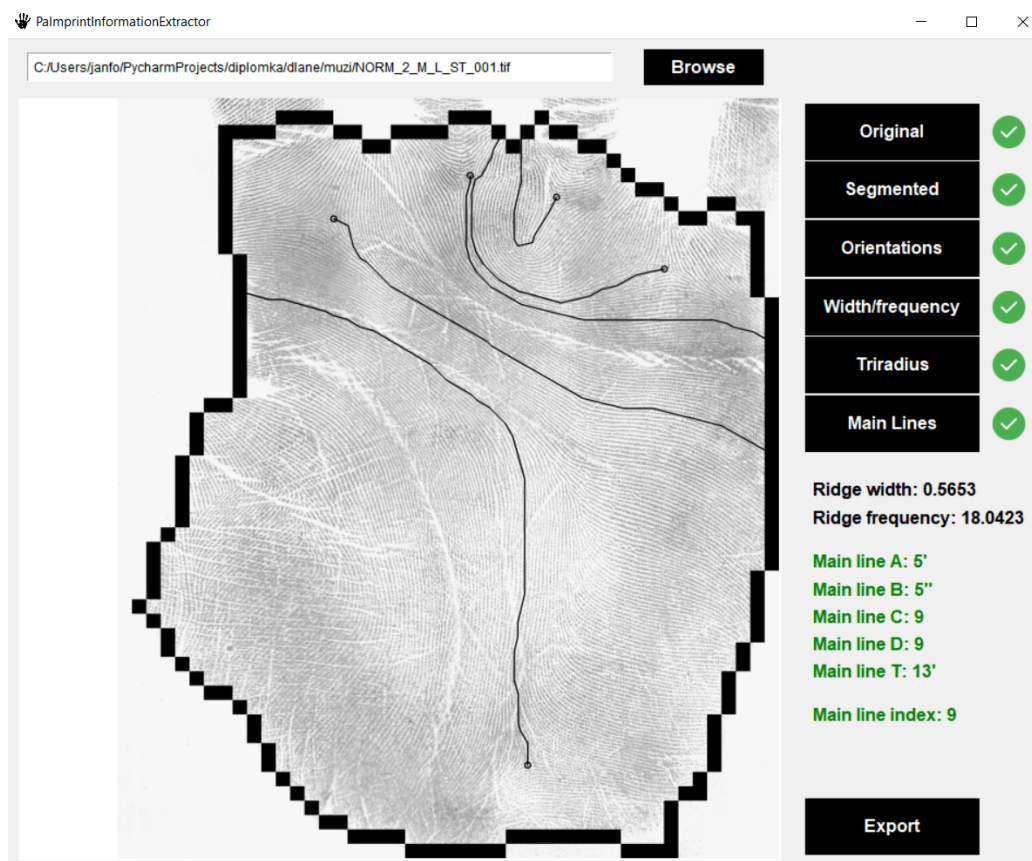 PalmprintInformationExtractor
C:/Users/janfo/PycharmProjects/diplomka/dlane/muzi/NORM_2_M_L_ST_001.tif
Browse
Original
Segmented
Orientations
Width/frequency
Triradius
Main Lines
Ridge width: 0.5653
Ridge frequency: 18.0423
Main line A: 5'
Main line B: 5''
Main line C: 9
Main line D: 9
Main line T: 13'
Main line index: 9
Export